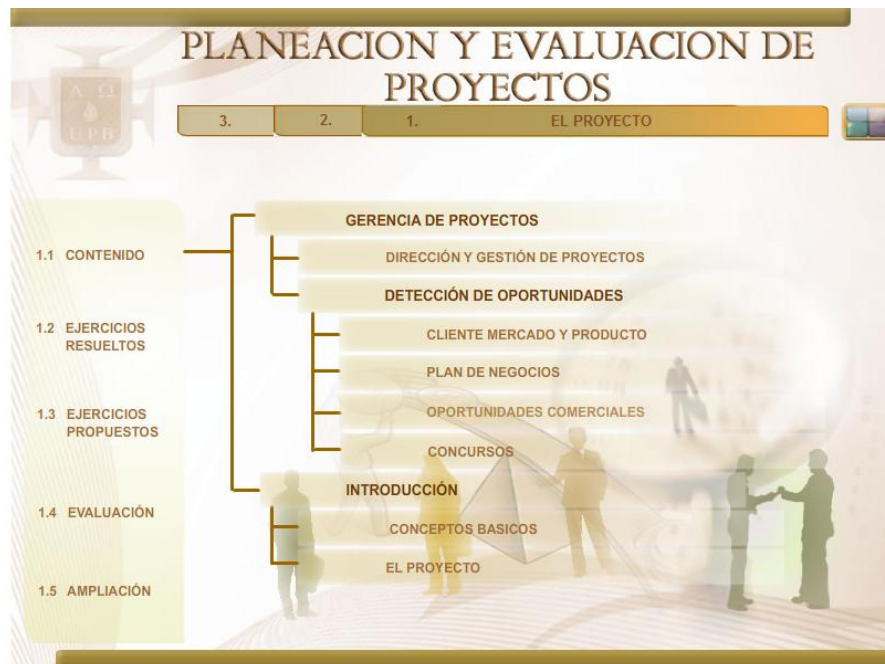 PLANEACION Y EVALUACION DE
PROYECTOS
Α Ω
UPB
3.
2.
1.
EL PROYECTO
1.1 CONTENIDO
1.2 EJERCICIOS
RESUELTOS
1.3 EJERCICIOS
PROPUESTOS
1.4 EVALUACIÓN
1.5 AMPLIACIÓN
GERENCIA DE PROYECTOS
DIRECCIÓN Y GESTIÓN DE PROYECTOS
DETECCIÓN DE OPORTUNIDADES
CLIENTE MERCADO Y PRODUCTO
PLAN DE NEGOCIOS
OPORTUNIDADES COMERCIALES
CONCURSOS
INTRODUCCIÓN
CONCEPTOS BASICOS
EL PROYECTO